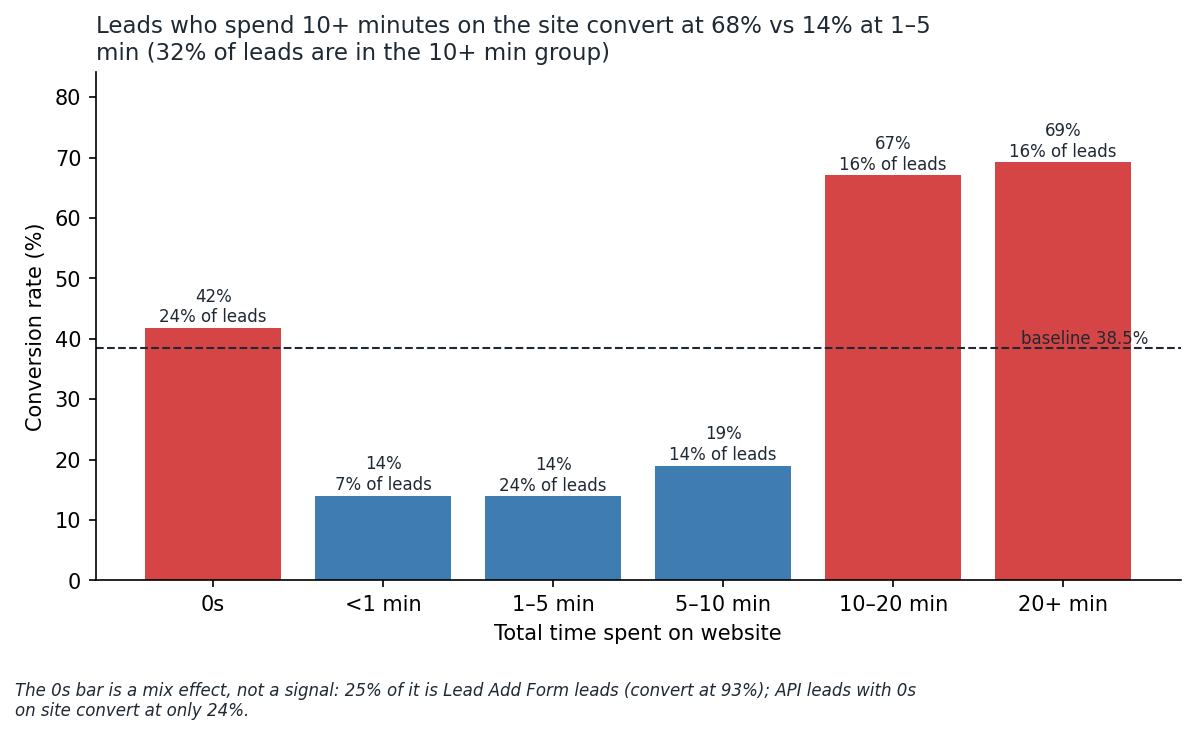 Leads who spend 10+ minutes on the site convert at 68% vs 14% at 1–5
min (32% of leads are in the 10+ min group)
Conversion rate (%)
80
70
60
50
40
30
20
10
0
42%
24% of leads
14%
7% of leads
14%
24% of leads
19%
14% of leads
67%
16% of leads
69%
16% of leads
baseline 38.5%
0s
<1 min
1–5 min
5–10 min
10–20 min
20+ min
Total time spent on website
The 0s bar is a mix effect, not a signal: 25% of it is Lead Add Form leads (convert at 93%); API leads with 0s
on site convert at only 24%.